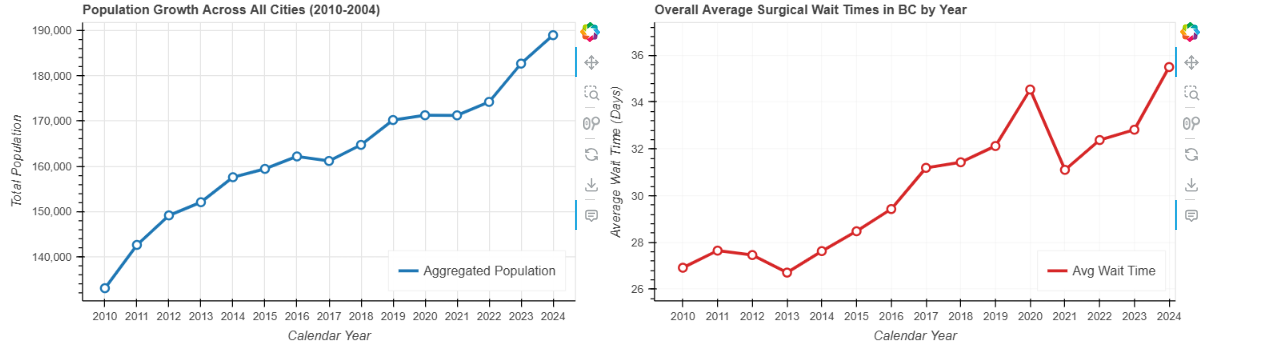 Population Growth Across All Cities (2010-2004)
190,000
180,000
170,000
160,000
150,000
140,000
Total Population
Aggregated Population
2010 2011 2012 2013 2014 2015 2016 2017 2018 2019 2020 2021 2022 2023 2024
Calendar Year
Overall Average Surgical Wait Times in BC by Year
36
34
32
30
28
26
Average Wait Time (Days)
Avg Wait Time
2010 2011 2012 2013 2014 2015 2016 2017 2018 2019 2020 2021 2022 2023 2024
Calendar Year